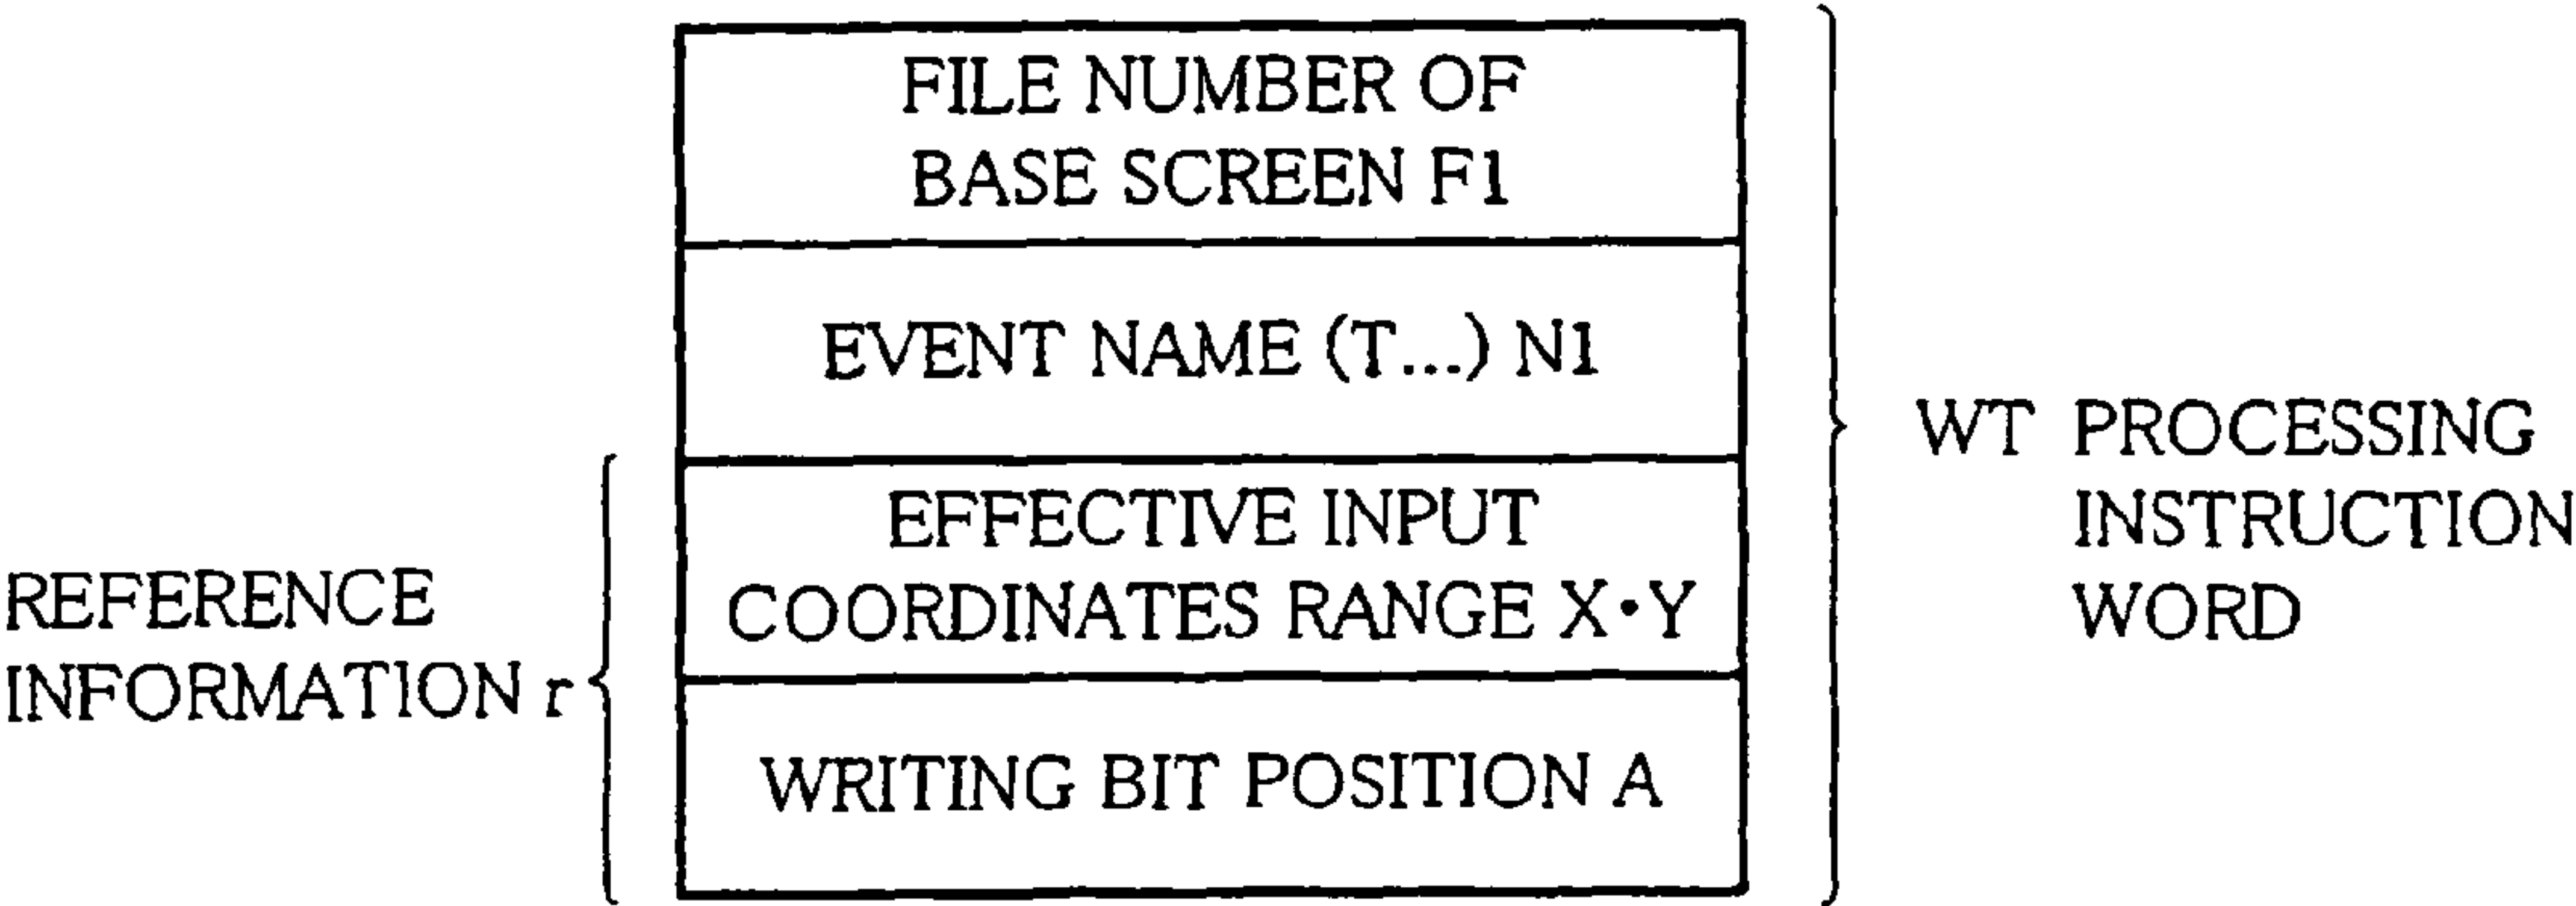 FILE NUMBER OF
BASE SCREEN F1
EVENT NAME (T...) N1
EFFECTIVE INPUT
COORDINATES RANGE X•Y
WRITING BIT POSITION A
REFERENCE
INFORMATION r
WT PROCESSING
INSTRUCTION
WORD